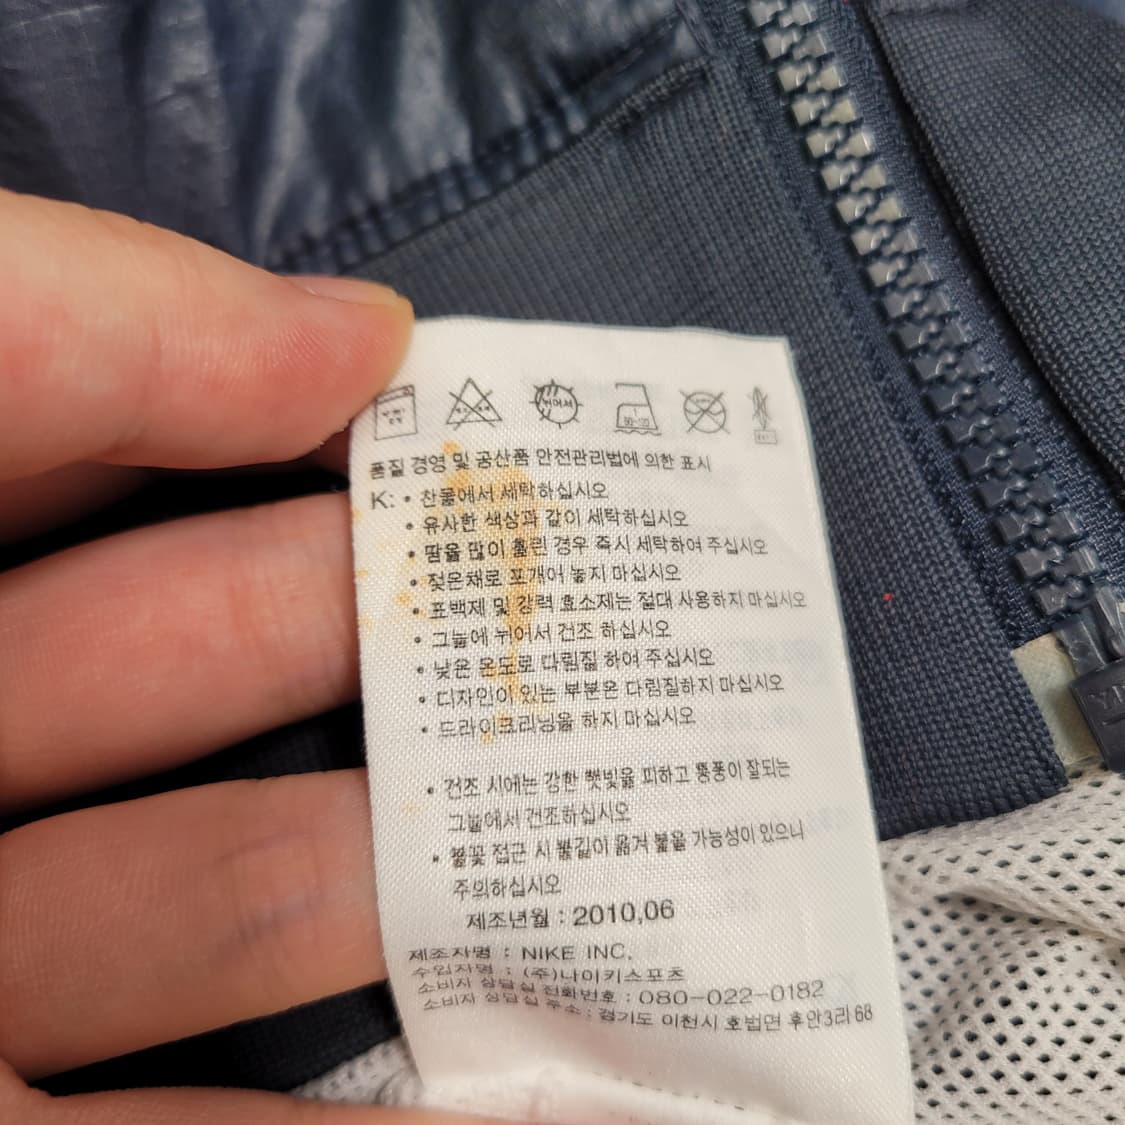 뉘어서
1
80~120
품질 경영 및 공산품 안전관리법에 의한 표시
K: • 찬물에서 세탁하십시오
• 유사한 색상과 같이 세탁하십시오
• 땀을 많이 흘린 경우 즉시 세탁하여 주십시오
• 젖은채로 포개어 놓지 마십시오
• 표백제 및 강력 효소제는 절대 사용하지 마십시오
• 그늘에 뉘어서 건조 하십시오
• 낮은 온도로 다림질 하여 주십시오
• 디자인이 있는 부분은 다림질하지 마십시오
• 드라이크리닝을 하지 마십시오
• 건조 시에는 강한 햇빛을 피하고 통풍이 잘되는
그늘에서 건조하십시오
• 불꽃 접근 시 불길이 옮겨 붙을 가능성이 있으니
주의하십시오
제조년월 : 2010,06
제조자명 : NIKE INC.
수입자명 : (주)나이키스포츠
소비자 상담실 전화번호 : 080-022-0182
소비자 상담실 주소 : 경기도 이천시 호법면 후안3리 68